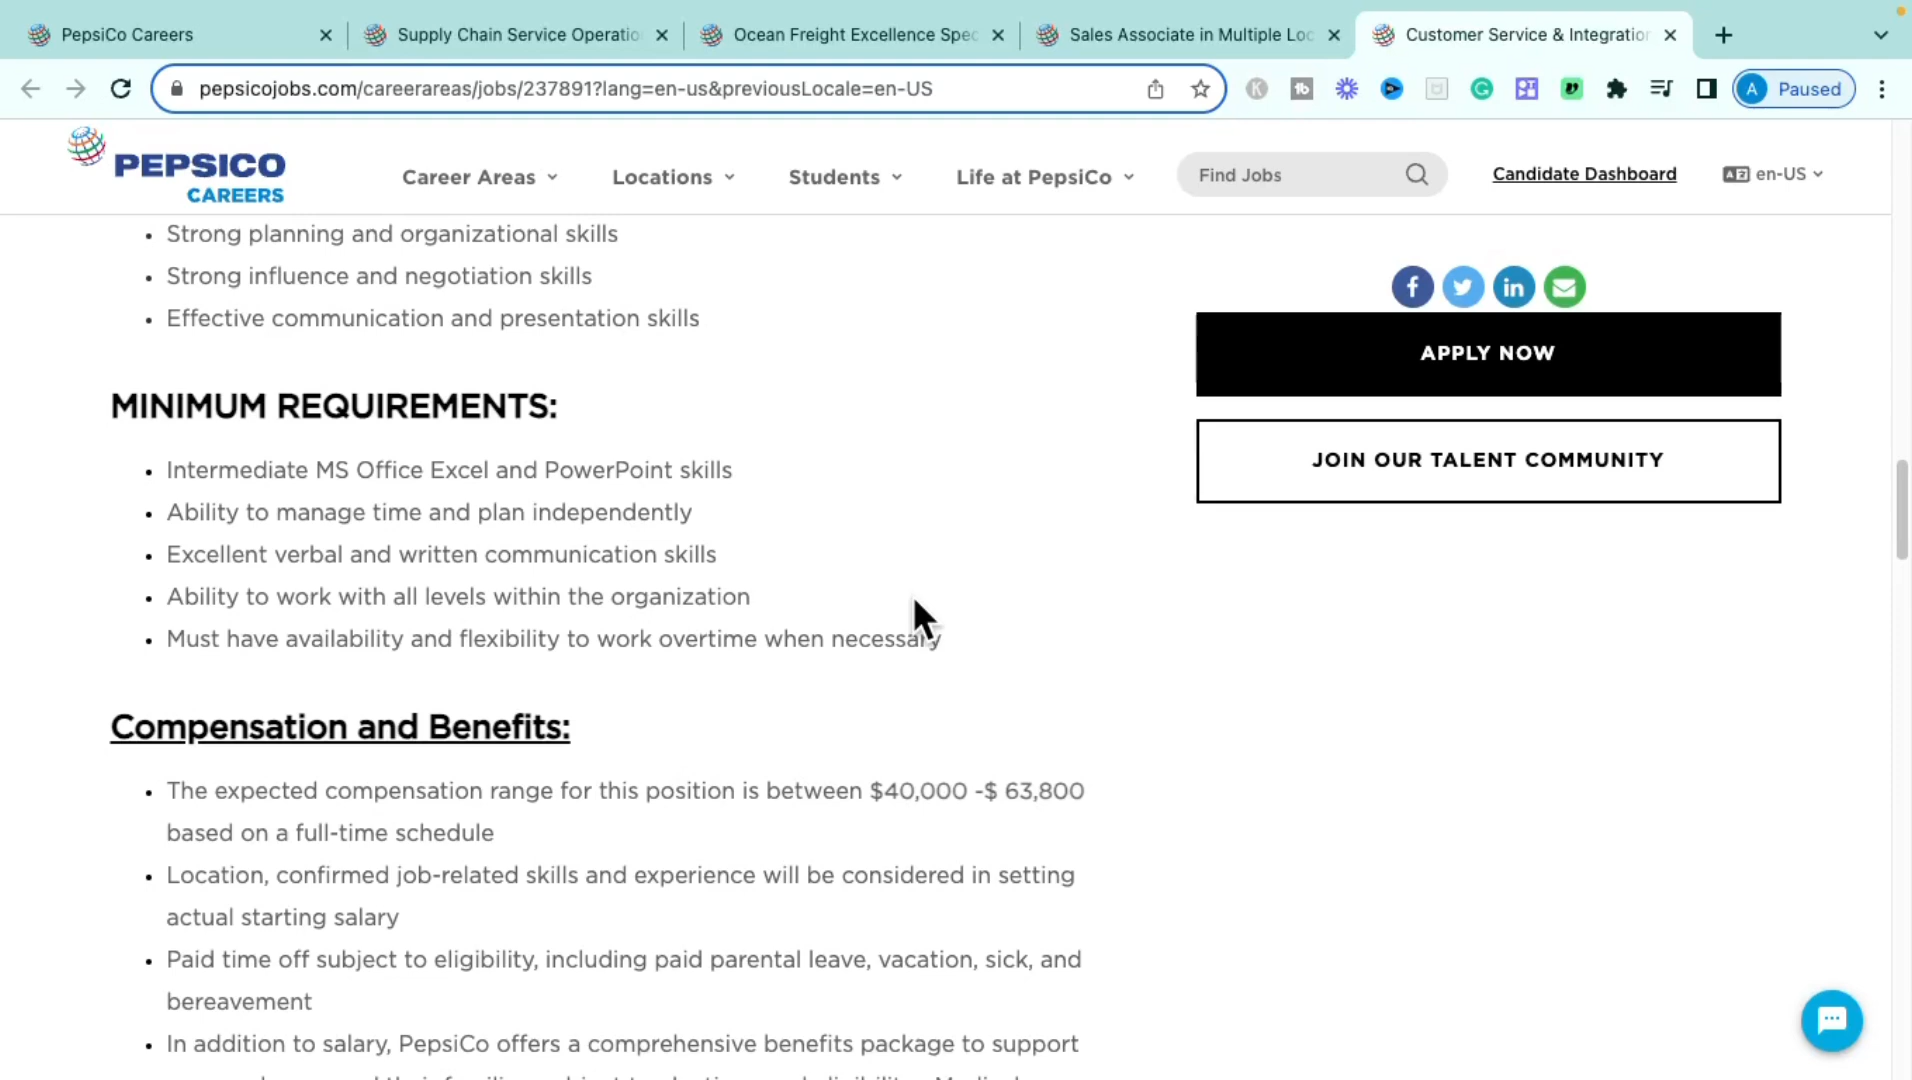 PepsiCo Careers
Supply Chain Service Operatio
Ocean Freight Excellence Spec
Sales Associate in Multiple Loc
Customer Service & Integration
pepsicojobs.com/careerareas/jobs/237891?lang=en-us&previousLocale=en-US
A Paused
PEPSICO
CAREERS
Career Areas
Locations
Students
Life at PepsiCo
Find Jobs
Candidate Dashboard
en-US
• Strong planning and organizational skills
• Strong influence and negotiation skills
• Effective communication and presentation skills
APPLY NOW
JOIN OUR TALENT COMMUNITY
MINIMUM REQUIREMENTS:
• Intermediate MS Office Excel and PowerPoint skills
• Ability to manage time and plan independently
• Excellent verbal and written communication skills
• Ability to work with all levels within the organization
• Must have availability and flexibility to work overtime when necessary
Compensation and Benefits:
• The expected compensation range for this position is between $40,000 -$ 63,800
based on a full-time schedule
• Location, confirmed job-related skills and experience will be considered in setting
actual starting salary
• Paid time off subject to eligibility, including paid parental leave, vacation, sick, and
bereavement
• In addition to salary, PepsiCo offers a comprehensive benefits package to support